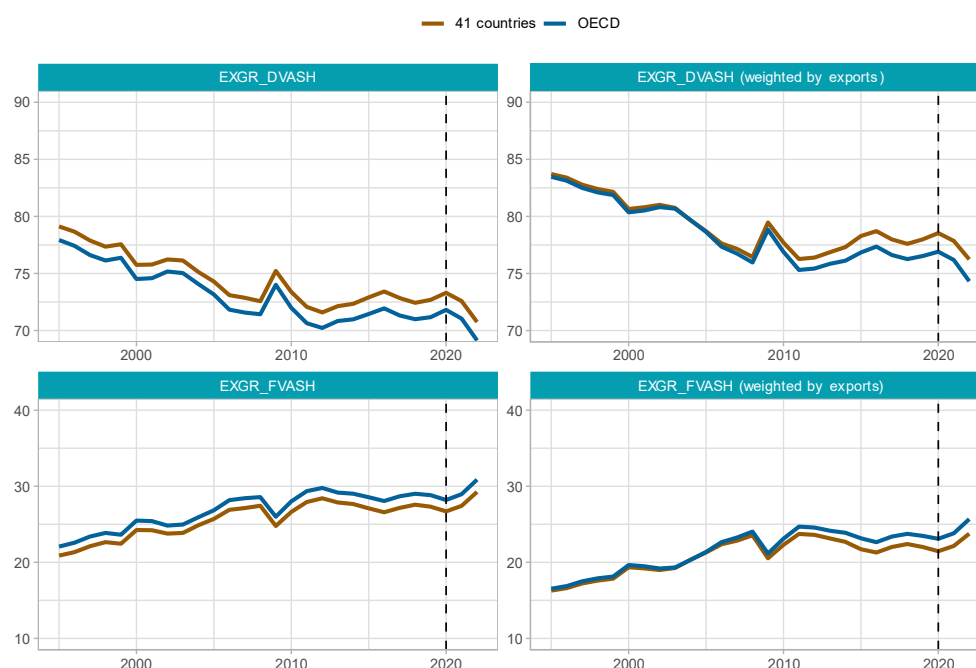 41 countries OECD
EXGR_DVASH EXGR_DVASH (weighted by exports)
90 90
85 85
80 80
75 75
70 70
2000 2010 2020 2000 2010 2020
EXGR_FVASH EXGR_FVASH (weighted by exports)
40 40
30 30
20 20
10 10
2000 2010 2020 2000 2010 2020